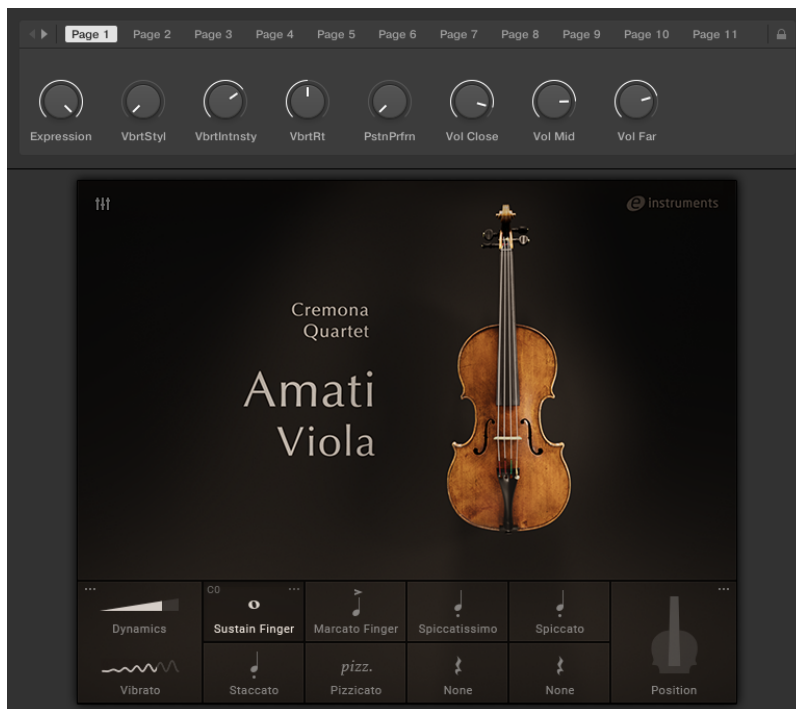 Page 1 Page 2 Page 3 Page 4 Page 5 Page 6 Page 7 Page 8 Page 9 Page 10 Page 11
Expression VbrtStyl VbrtIntnsty VbrtRt PstnPrfrn Vol Close Vol Mid Vol Far
e instruments
Cremona
Quartet
Amati
Viola
C0
Dynamics Sustain Finger Marcato Finger Spiccatissimo Spiccato
pizz.
Vibrato Staccato Pizzicato None None Position